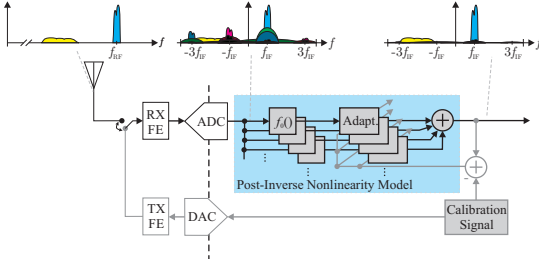 f
f
f
f_RF
-3f_IF
-f_IF
f_IF
3f_IF
-3f_IF
-f_IF
f_IF
3f_IF
RX
FE
ADC
f_0()
Adapt.
+
⋮
⋮
+
-
Post-Inverse Nonlinearity Model
TX
FE
DAC
Calibration
Signal